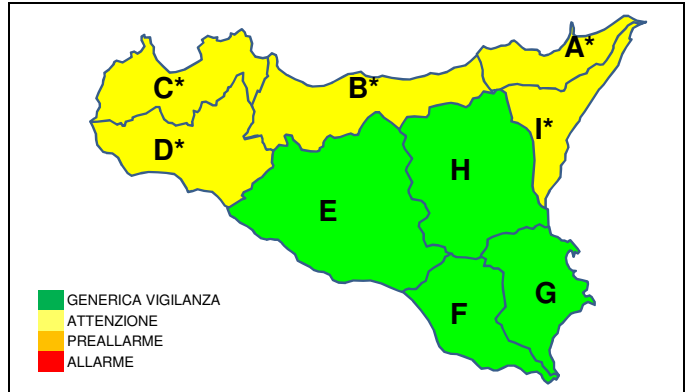 A*
C*
B*
I*
D*
H
E
G
F
GENERICA VIGILANZA
ATTENZIONE
PREALLARME
ALLARME